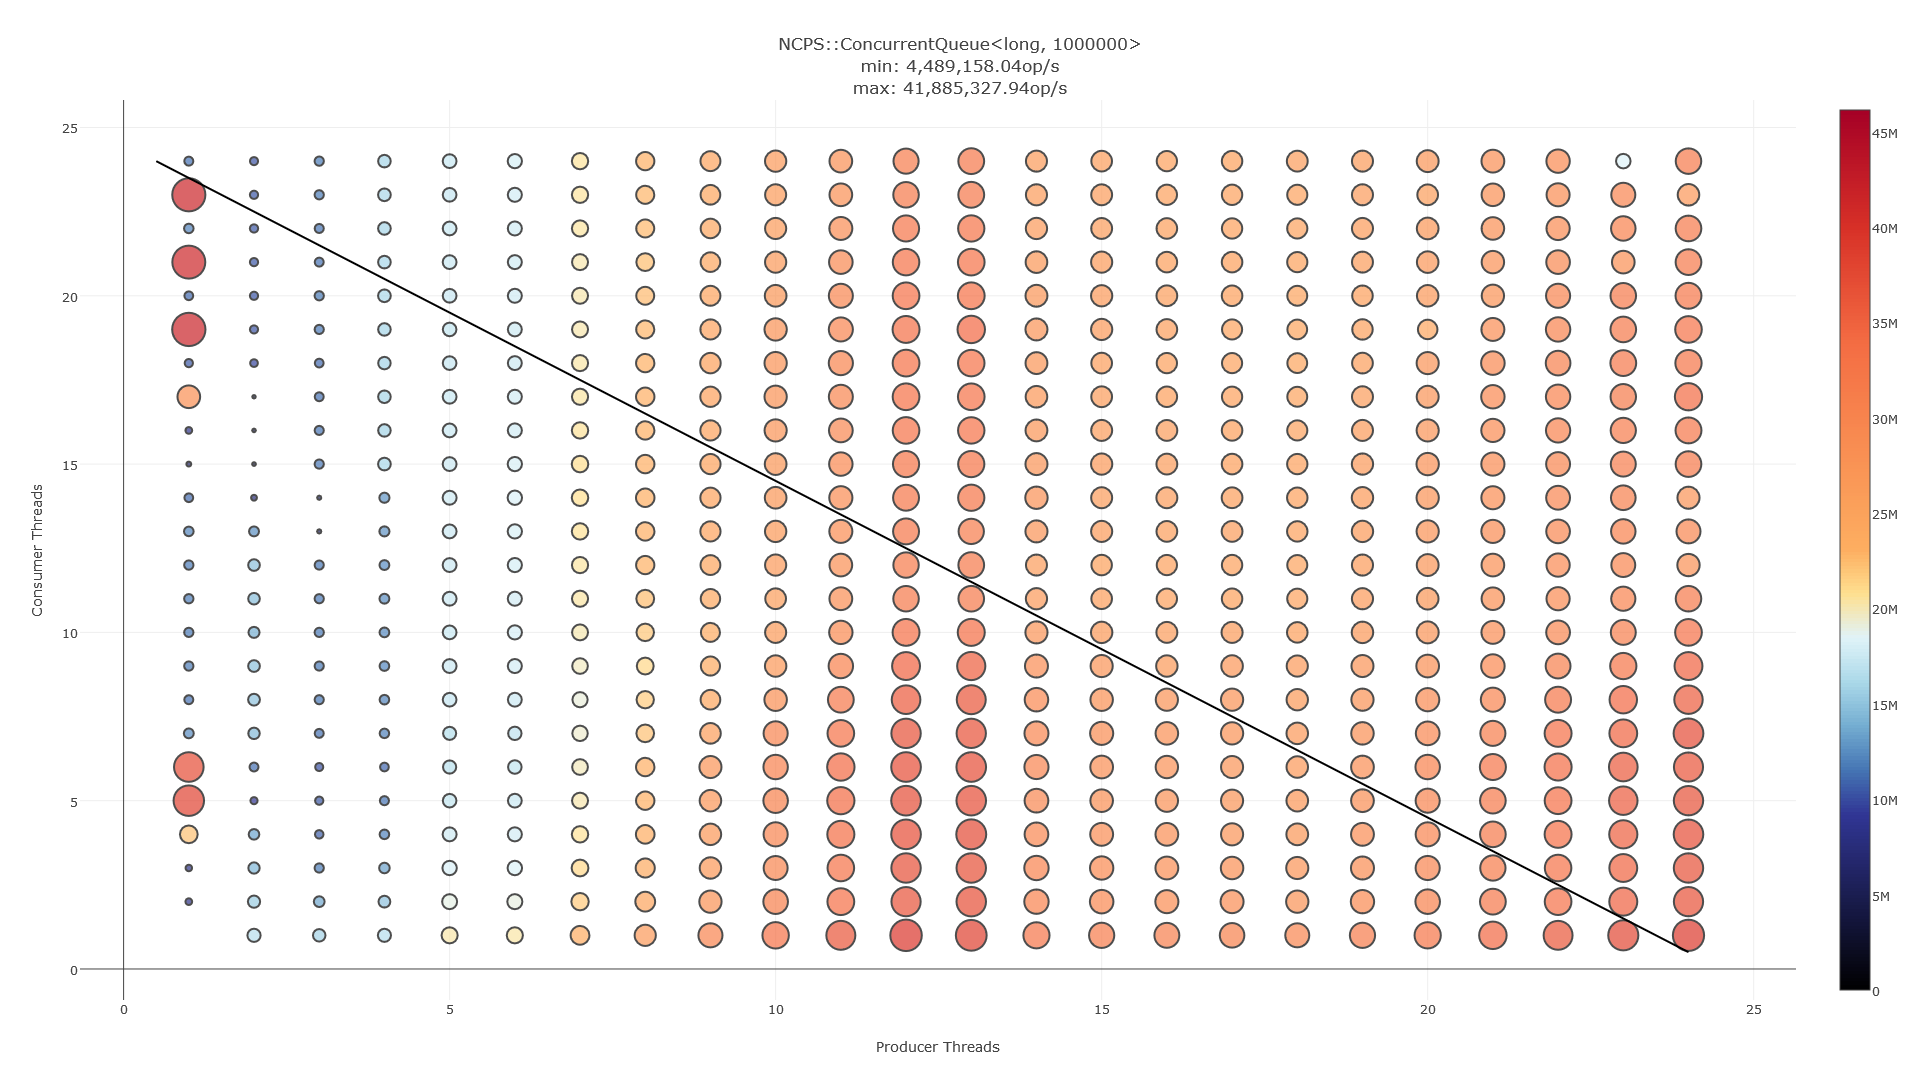 NCPS::ConcurrentQueue<long, 1000000>
min: 4,489,158.04op/s
max: 41,885,327.94op/s
25
20
15
10
5
0
Consumer Threads
0
5
10
15
20
25
Producer Threads
45M
40M
35M
30M
25M
20M
15M
10M
5M
0